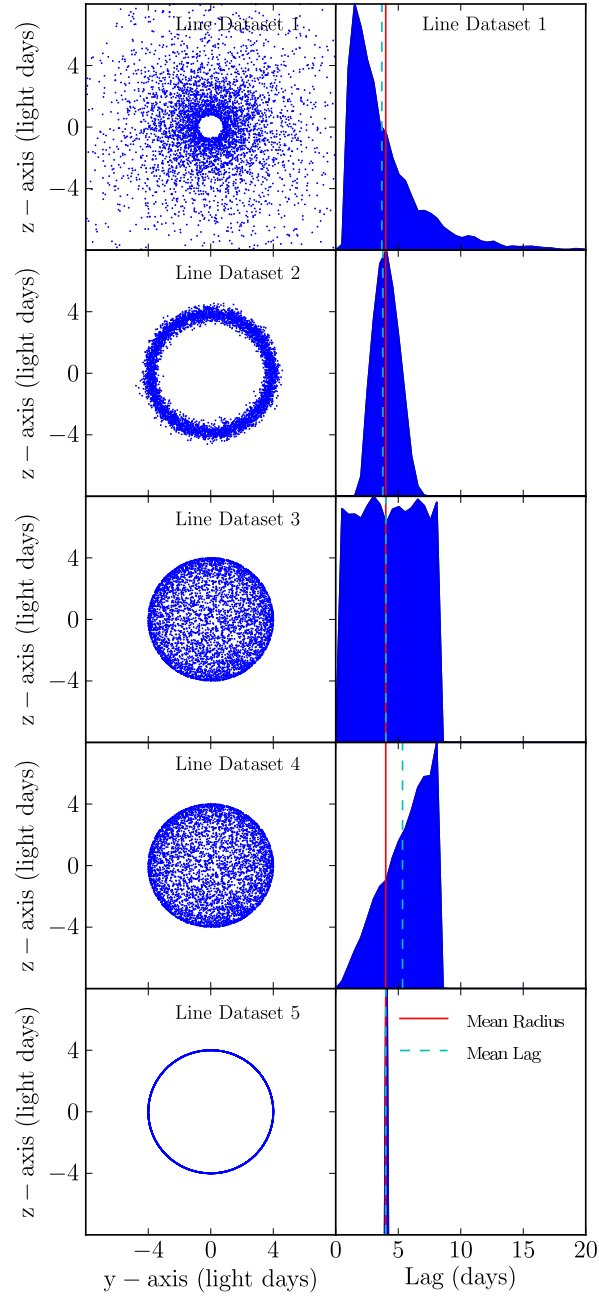 Line Dataset 1
Line Dataset 1
4
0
−4
z − axis (light days)
Line Dataset 2
4
0
−4
z − axis (light days)
Line Dataset 3
4
0
−4
z − axis (light days)
Line Dataset 4
4
0
−4
z − axis (light days)
Line Dataset 5
4
0
−4
z − axis (light days)
Mean Radius
Mean Lag
−4 0 4
y − axis (light days)
0 5 10 15 20
Lag (days)